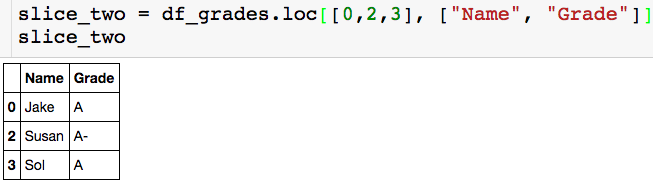 slice_two = df_grades.loc[[0,2,3], ["Name", "Grade"]]
slice_two
Name Grade
0 Jake A
2 Susan A-
3 Sol A